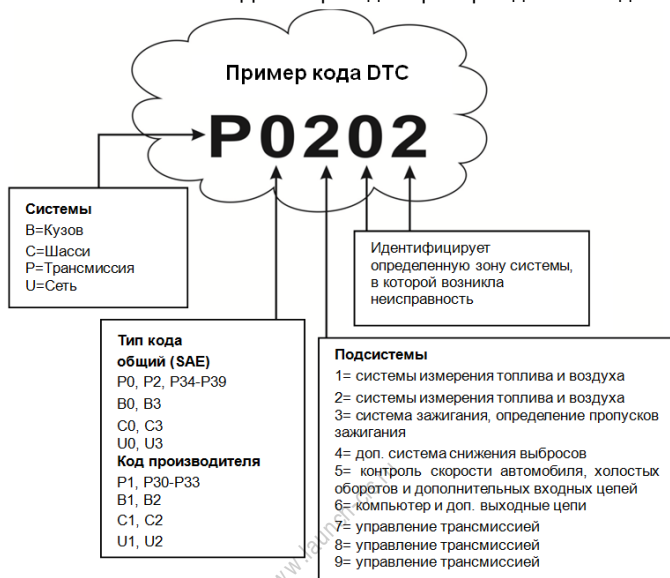 Пример кода DTC
P0202
Системы
B=Кузов
C=Шасси
P=Трансмиссия
U=Сеть
Идентифицирует
определенную зону системы,
в которой возникла
неисправность
Тип кода
общий (SAE)
P0, P2, P34-P39
B0, B3
C0, C3
U0, U3
Код производителя
P1, P30-P33
B1, B2
C1, C2
U1, U2
Подсистемы
1= системы измерения топлива и воздуха
2= системы измерения топлива и воздуха
3= система зажигания, определение пропусков
зажигания
4= доп. система снижения выбросов
5= контроль скорости автомобиля, холостых
оборотов и дополнительных входных цепей
6= компьютер и доп. выходные цепи
7= управление трансмиссией
8= управление трансмиссией
9= управление трансмиссией